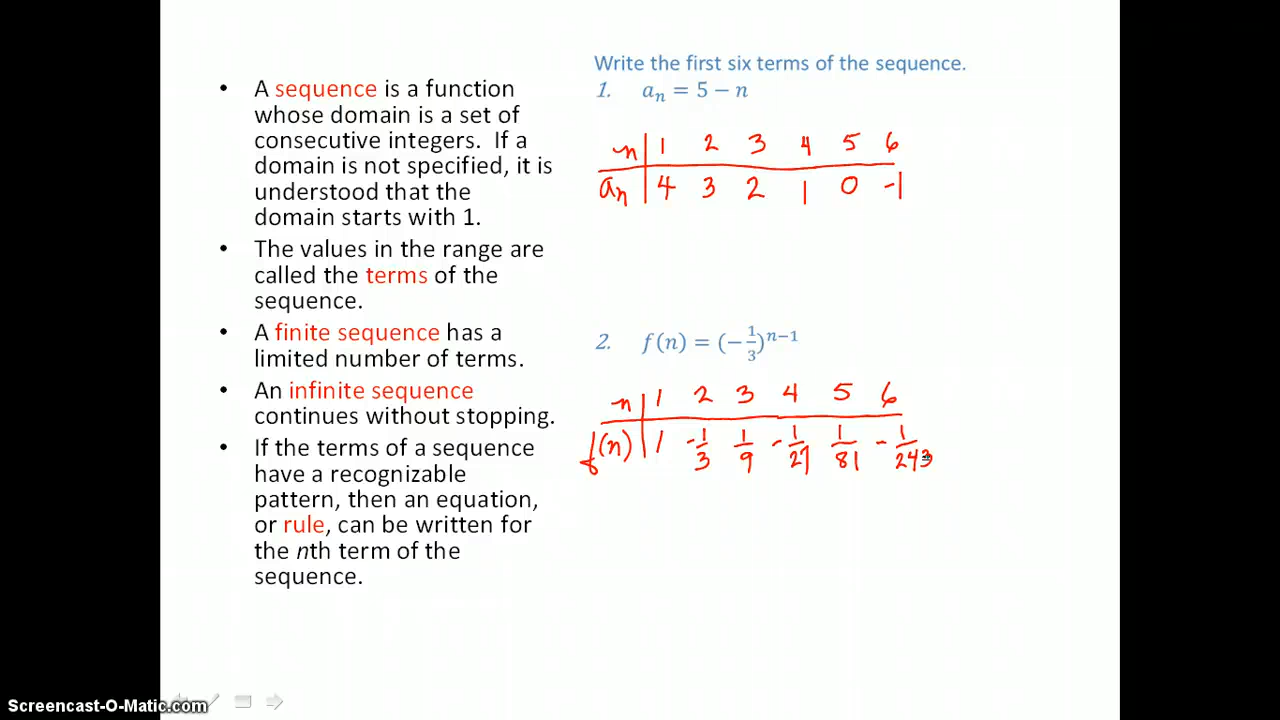 • A sequence is a function
whose domain is a set of
consecutive integers. If a
domain is not specified, it is
understood that the
domain starts with 1.
• The values in the range are
called the terms of the
sequence.
• A finite sequence has a
limited number of terms.
• An infinite sequence
continues without stopping.
• If the terms of a sequence
have a recognizable
pattern, then an equation,
or rule, can be written for
the nth term of the
sequence.
Write the first six terms of the sequence.
1. aₙ = 5 − n
n | 1 2 3 4 5 6
aₙ | 4 3 2 1 0 -1
2. f(n) = (−1/3)ⁿ⁻¹
n | 1 2 3 4 5 6
f(n) | 1 -1/3 1/9 -1/27 1/81 -1/243
Screencast-O-Matic.com